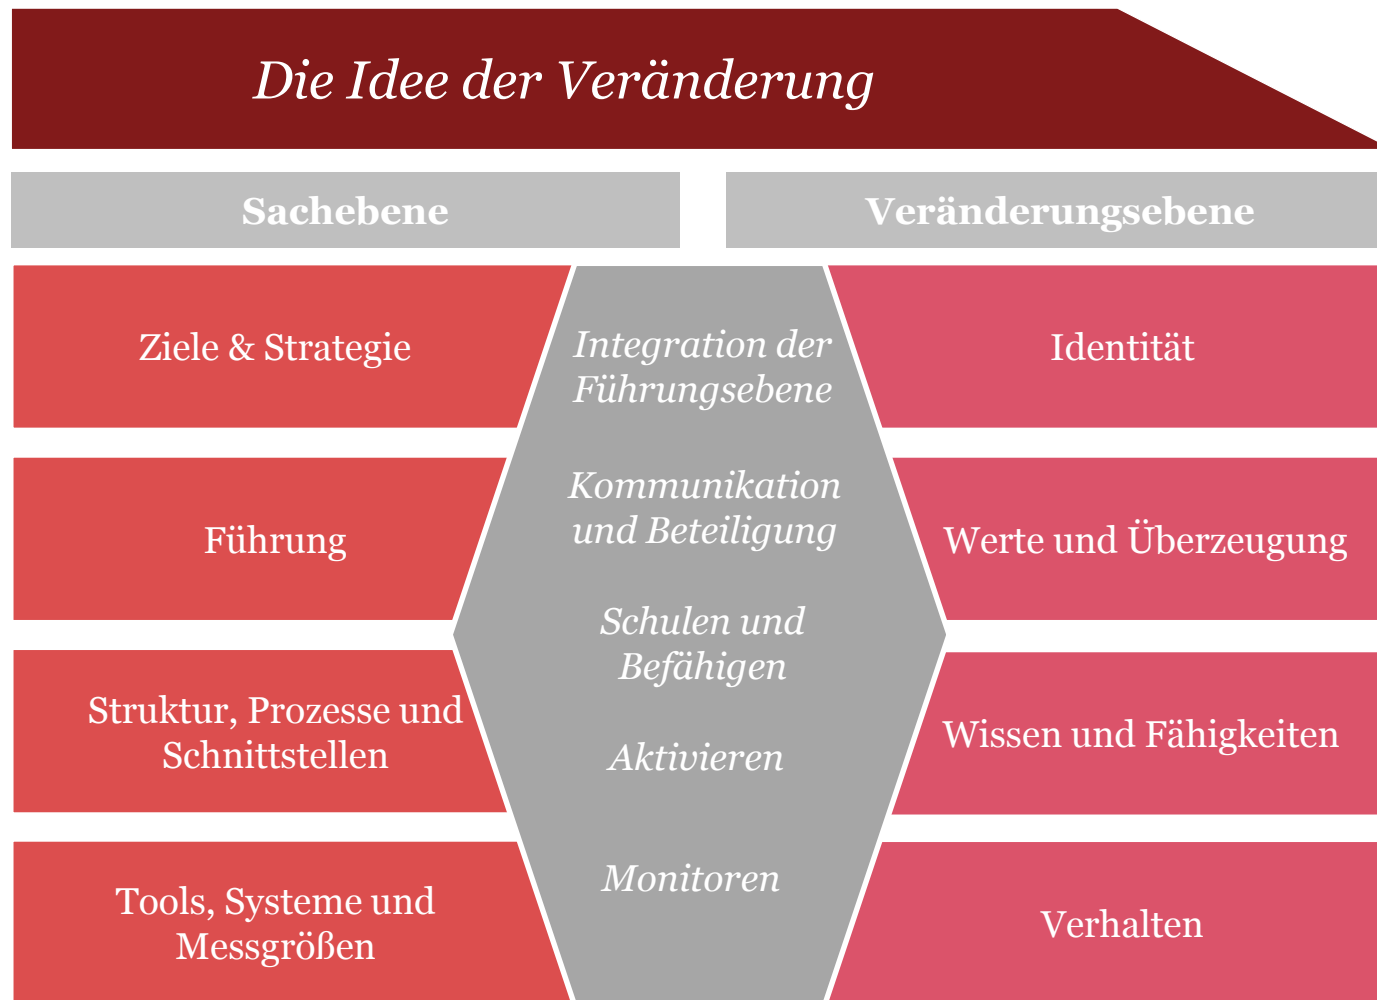 Die Idee der Veränderung
Sachebene
Veränderungsebene
Ziele & Strategie
Führung
Struktur, Prozesse und
Schnittstellen
Tools, Systeme und
Messgrößen
Integration der
Führungsebene
Kommunikation
und Beteiligung
Schulen und
Befähigen
Aktivieren
Monitoren
Identität
Werte und Überzeugung
Wissen und Fähigkeiten
Verhalten